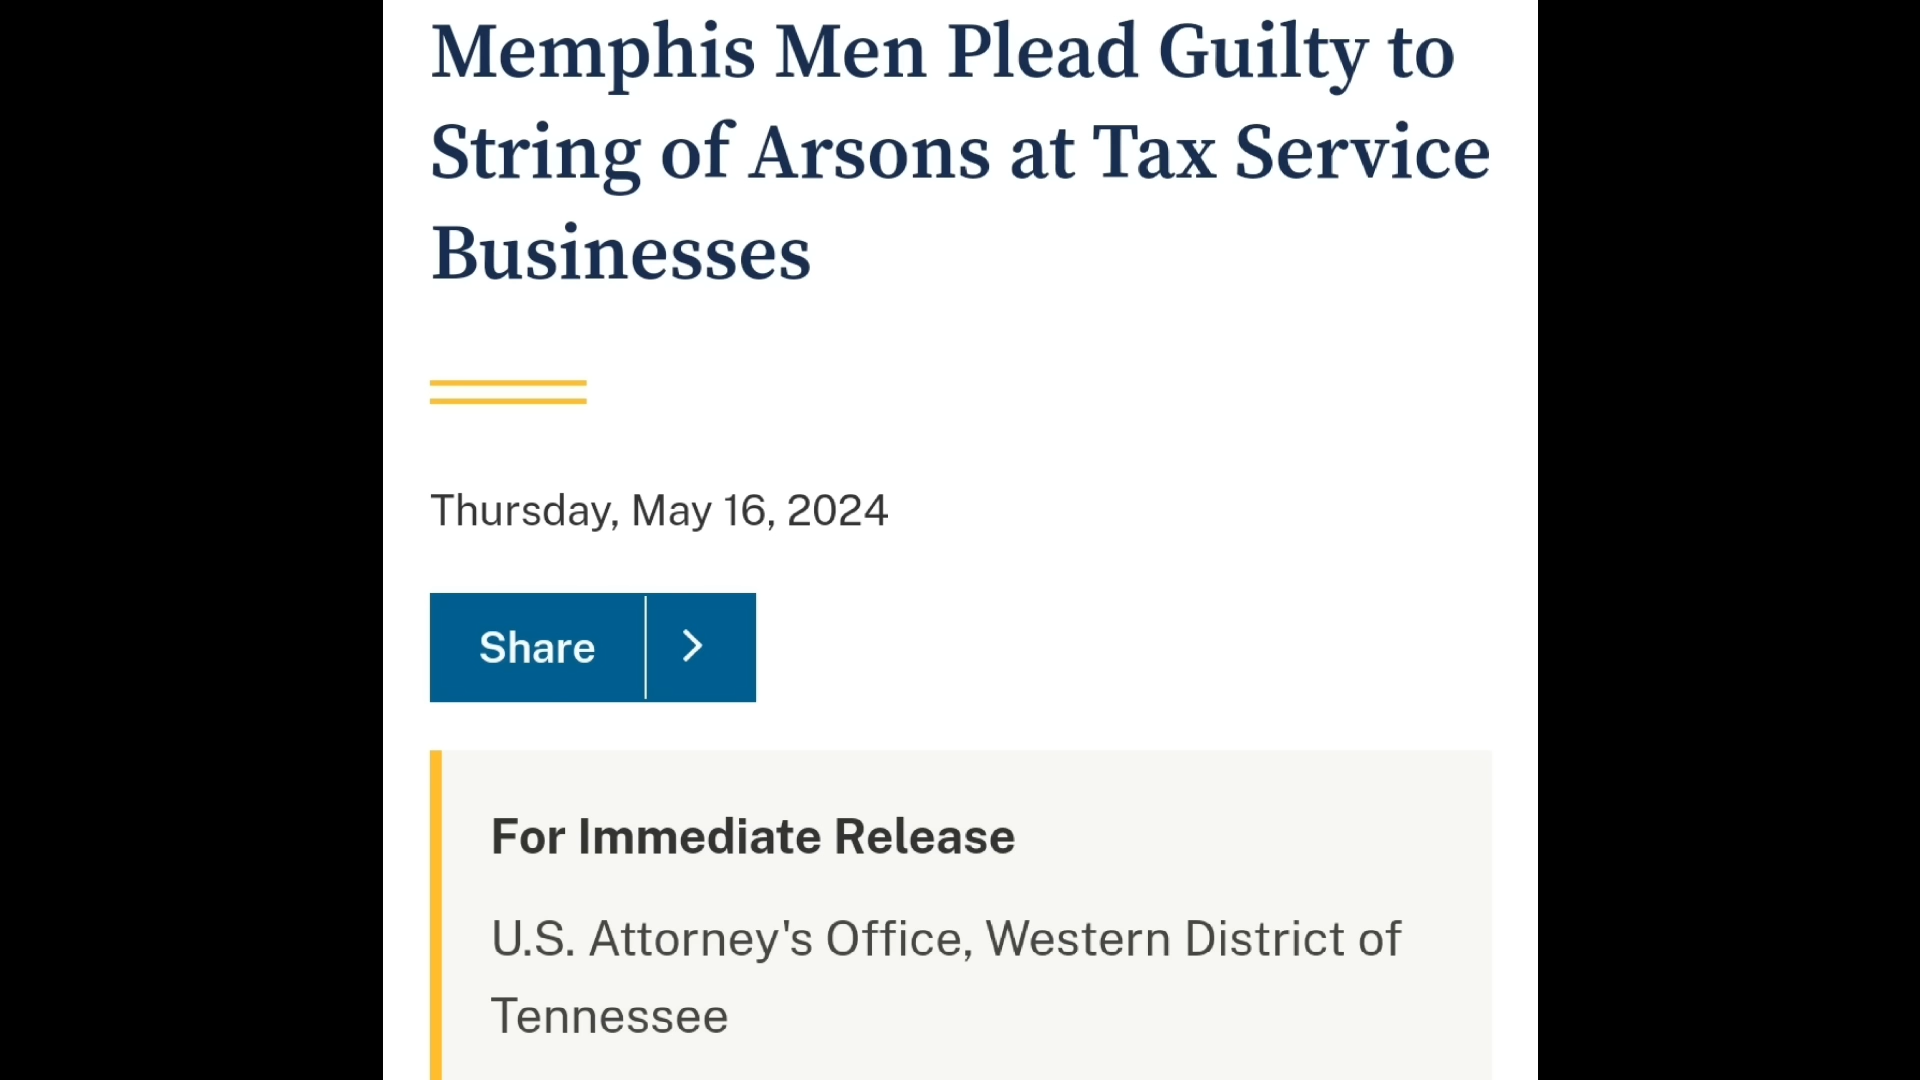 Memphis Men Plead Guilty to
String of Arsons at Tax Service
Businesses
Thursday, May 16, 2024
Share
For Immediate Release
U.S. Attorney's Office, Western District of
Tennessee